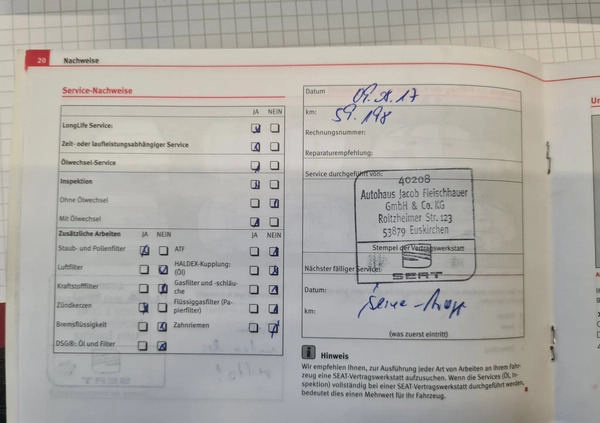 20 Nachweise
Service-Nachweise
JA NEIN
LongLife Service:
Zeit- oder laufleistungsabhängiger Service
Ölwechsel-Service
Inspektion
Ohne Ölwechsel
Mit Ölwechsel
Zusätzliche Arbeiten JA NEIN JA NEIN
Staub- und Pollenfilter ATF
Luftfilter HALDEX-Kupplung: (Öl)
Kraftstofffilter Gasfilter und -schläuche
Zündkerzen Flüssiggasfilter (Papierfilter)
Bremsflüssigkeit Zahnriemen
DSG®: Öl und Filter
Datum
km: 59.198
Rechnungsnummer:
Reparaturempfehlung:
Service durchgeführt von:
40208
Autohaus Jacob Fleischhauer
GmbH & Co. KG
Roitzheimer Str. 123
53879 Euskirchen
Stempel der Vertragswerkstatt
Nächster fälliger Service:
SEAT
Datum:
km:
(was zuerst eintritt)
Hinweis
Wir empfehlen Ihnen, zur Ausführung jeder Art von Arbeiten an Ihrem Fahr-
zeug eine SEAT-Vertragswerkstatt aufzusuchen. Wenn die Services (Öl, In-
spektion) vollständig bei einer SEAT-Vertragswerkstatt durchgeführt werden,
bedeutet dies einen Mehrwert für Ihr Fahrzeug.